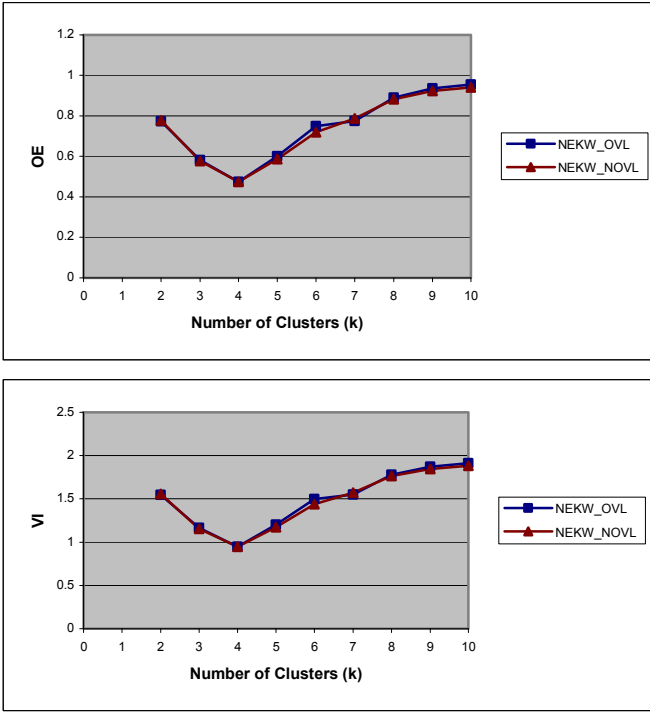 1.2
1
0.8
0.6
0.4
0.2
0
OE
0 1 2 3 4 5 6 7 8 9 10
Number of Clusters (k)
NEKW_OVL
NEKW_NOVL
2.5
2
1.5
1
0.5
0
VI
0 1 2 3 4 5 6 7 8 9 10
Number of Clusters (k)
NEKW_OVL
NEKW_NOVL